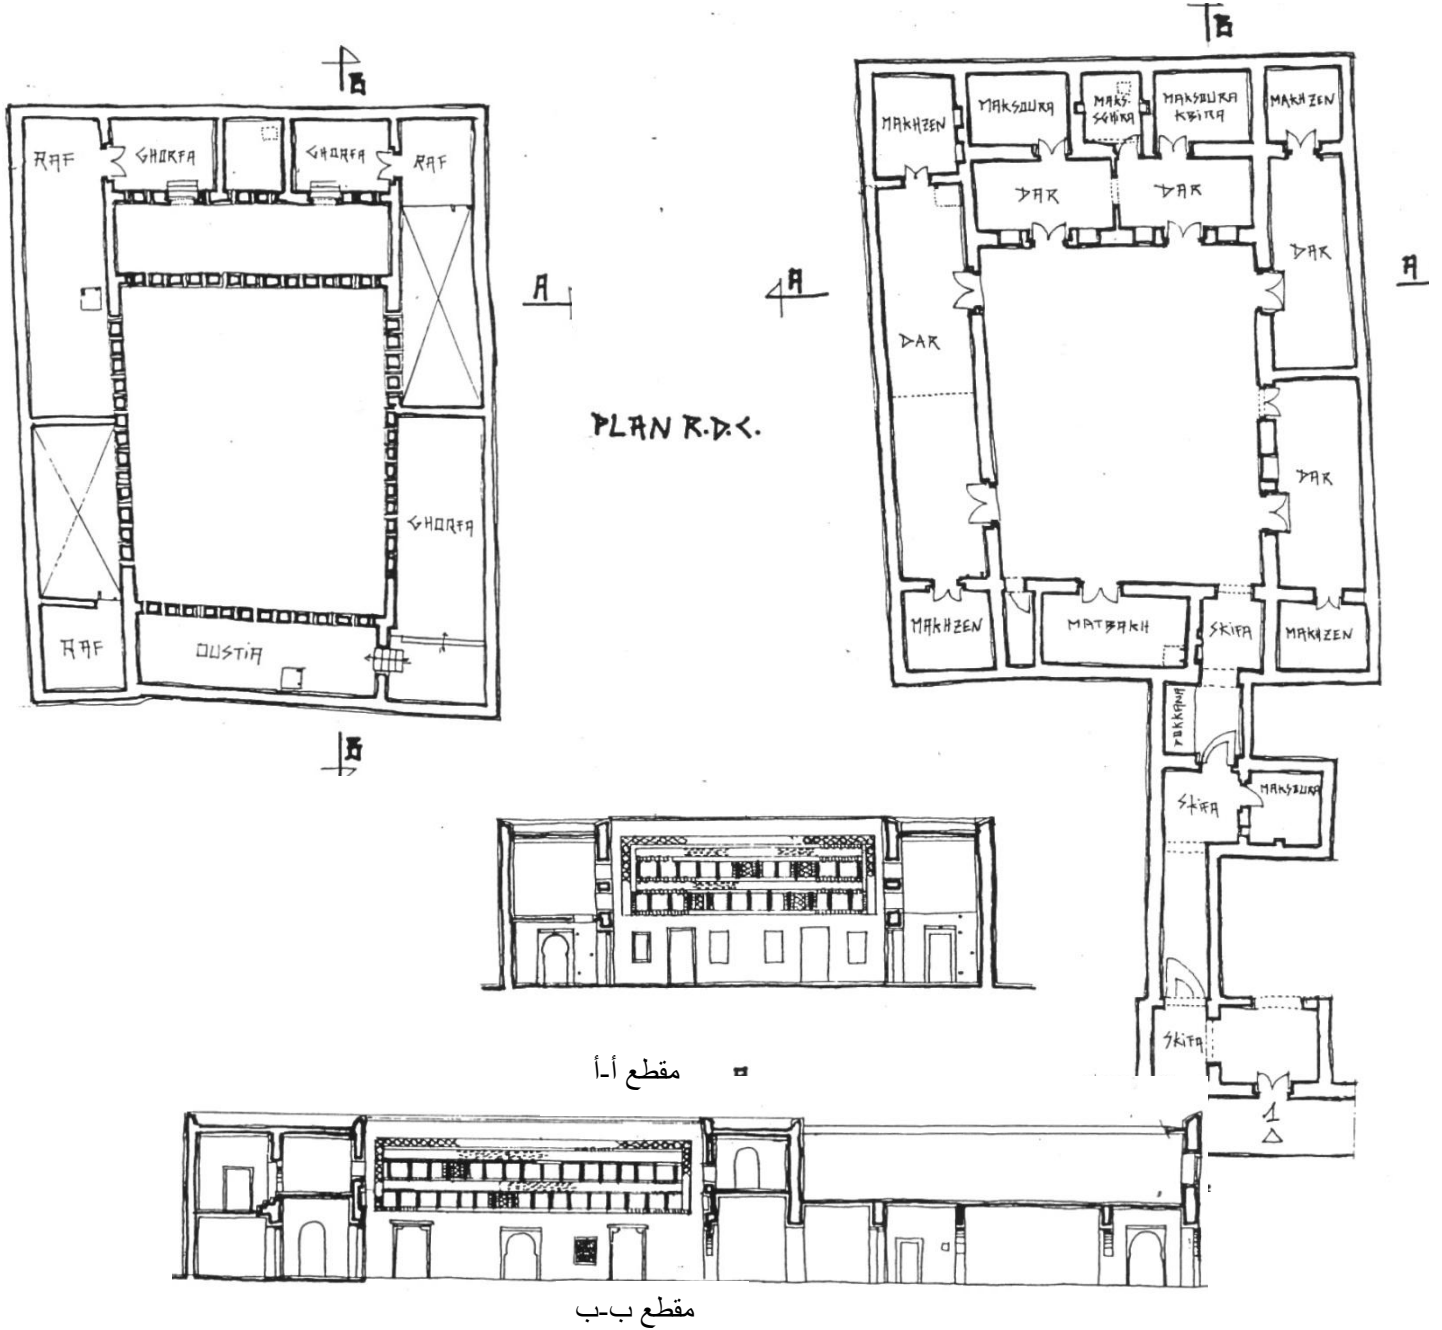 B
RAF
GHORFA
GHORFA
RAF
A
GHORFA
RAF
OUSTIA
B
PLAN R.D.C.
B
MAKHZEN
MAKSOURA
MAKS.
SGHIRA
MAKSOURA
KBIRA
MAKHZEN
DAR
DAR
DAR
A
A
DAR
DAR
MAKHZEN
MATBAKH
SKIFA
MAKHZEN
DOKKANA
SKIFA
MAKSOURA
SKIFA
1
مقطع أ-أ
مقطع ب-ب